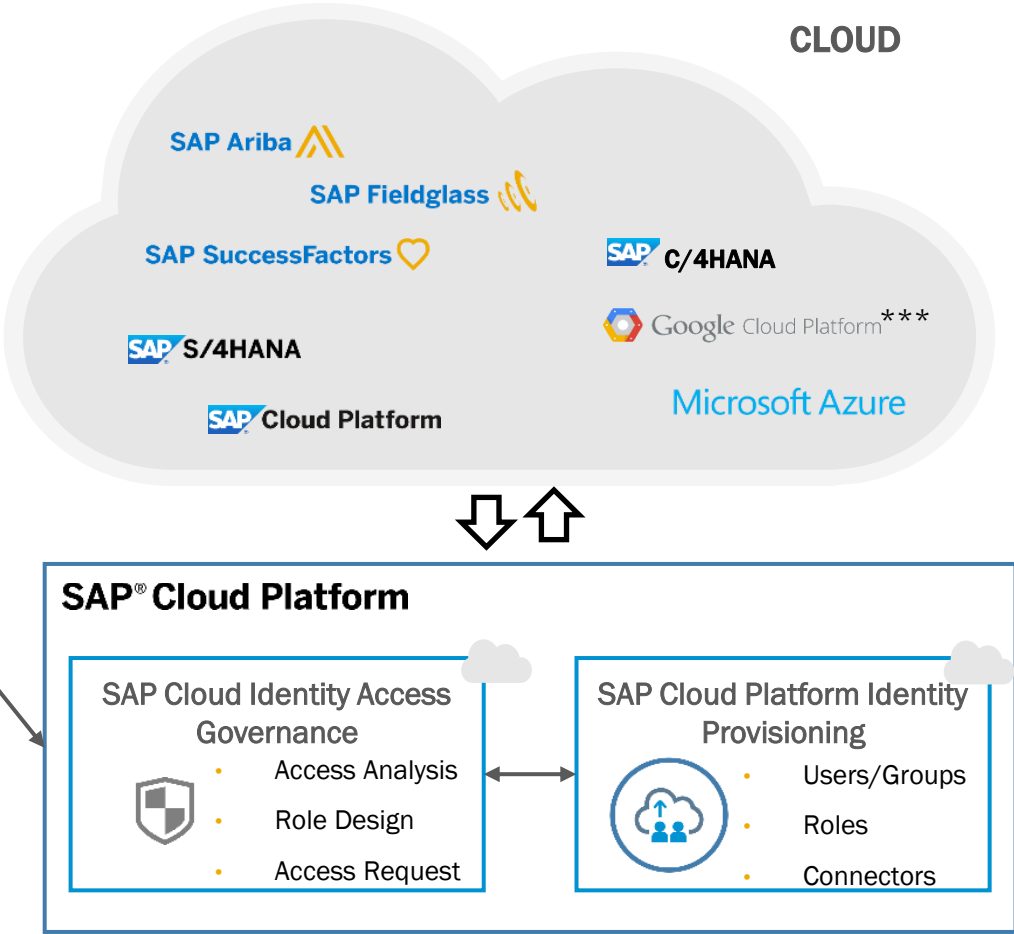 CLOUD
SAP Ariba
SAP Fieldglass
SAP SuccessFactors
SAP C/4HANA
SAP S/4HANA
Google Cloud Platform***
Microsoft Azure
SAP Cloud Platform
SAP® Cloud Platform
SAP Cloud Identity Access
Governance
• Access Analysis
• Role Design
• Access Request
SAP Cloud Platform Identity
Provisioning
• Users/Groups
• Roles
• Connectors